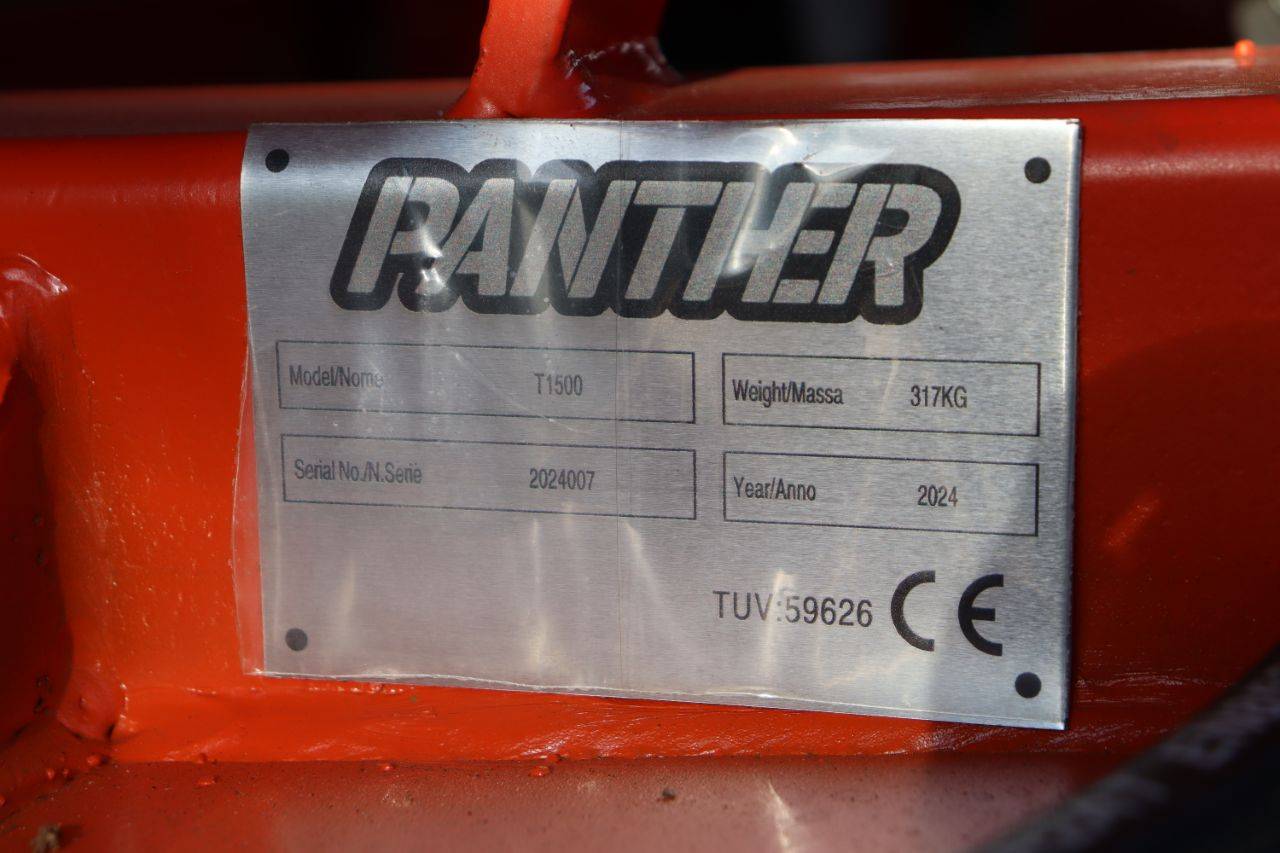 PANTHER
Model/Nome T1500
Weight/Massa 317KG
Serial No./N.Serie 2024007
Year/Anno 2024
TUV:59626 CE